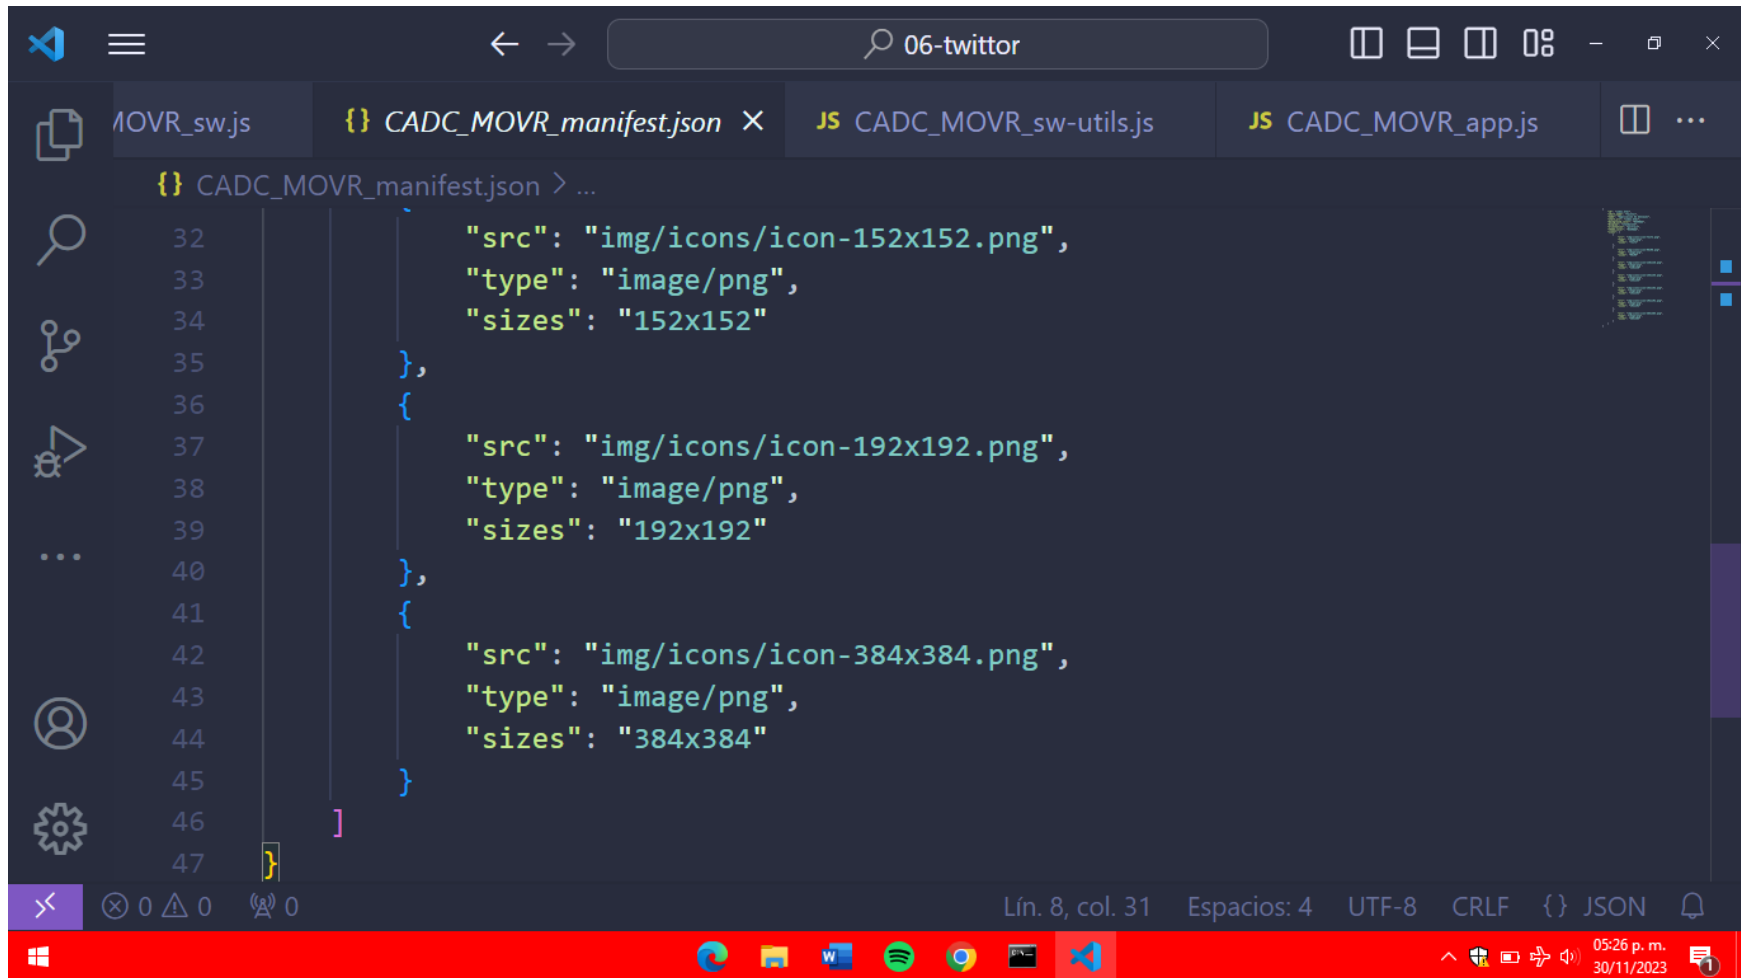 06-twittor
MOVR_sw.js
{} CADC_MOVR_manifest.json
JS CADC_MOVR_sw-utils.js
JS CADC_MOVR_app.js
{} CADC_MOVR_manifest.json > ...
32 "src": "img/icons/icon-152x152.png",
33 "type": "image/png",
34 "sizes": "152x152"
35 },
36 {
37 "src": "img/icons/icon-192x192.png",
38 "type": "image/png",
39 "sizes": "192x192"
40 },
41 {
42 "src": "img/icons/icon-384x384.png",
43 "type": "image/png",
44 "sizes": "384x384"
45 }
46 ]
47 }
0 0 0 Lín. 8, col. 31 Espacios: 4 UTF-8 CRLF {} JSON
05:26 p. m.
30/11/2023
1